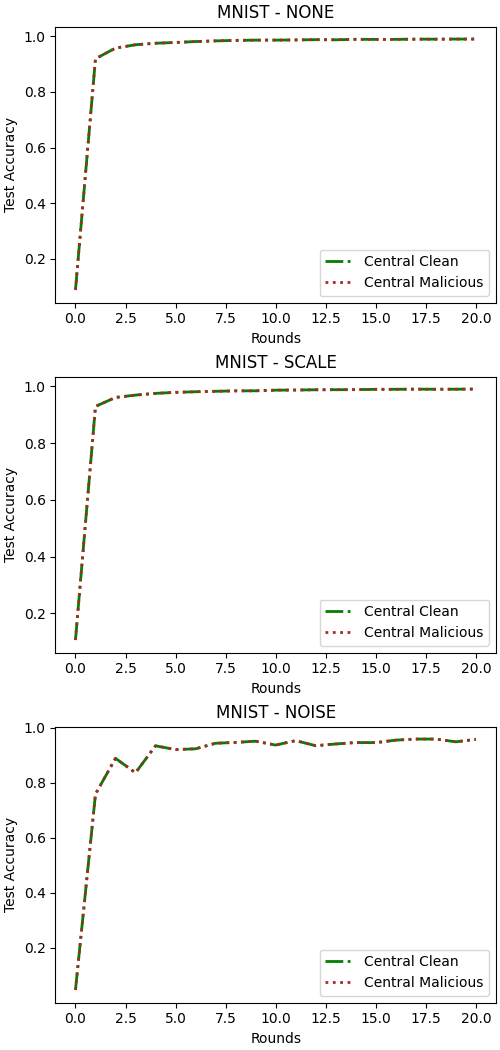 MNIST - NONE
1.0
0.8
0.6
0.4
0.2
Test Accuracy
Central Clean
Central Malicious
0.0 2.5 5.0 7.5 10.0 12.5 15.0 17.5 20.0
Rounds
MNIST - SCALE
1.0
0.8
0.6
0.4
0.2
Test Accuracy
Central Clean
Central Malicious
0.0 2.5 5.0 7.5 10.0 12.5 15.0 17.5 20.0
Rounds
MNIST - NOISE
1.0
0.8
0.6
0.4
0.2
Test Accuracy
Central Clean
Central Malicious
0.0 2.5 5.0 7.5 10.0 12.5 15.0 17.5 20.0
Rounds